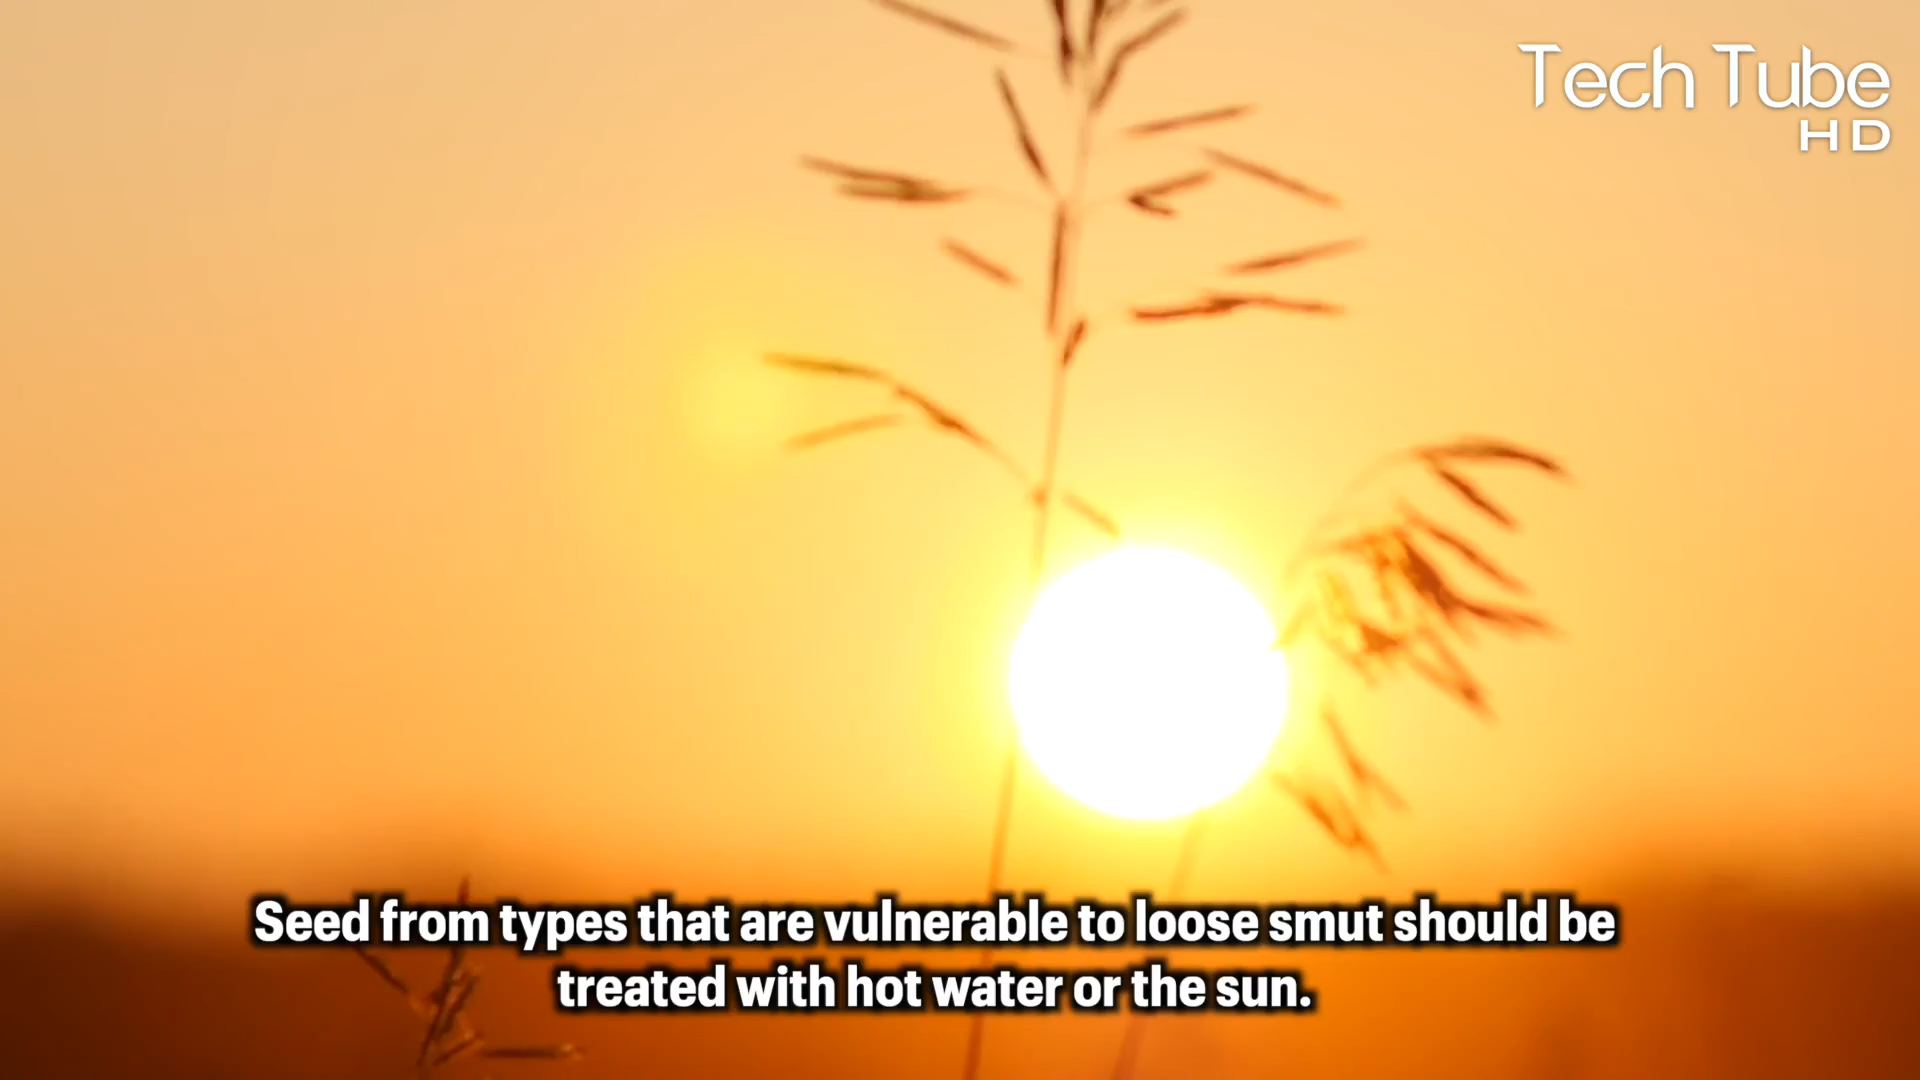 Tech Tube
HD
Seed from types that are vulnerable to loose smut should be
treated with hot water or the sun.